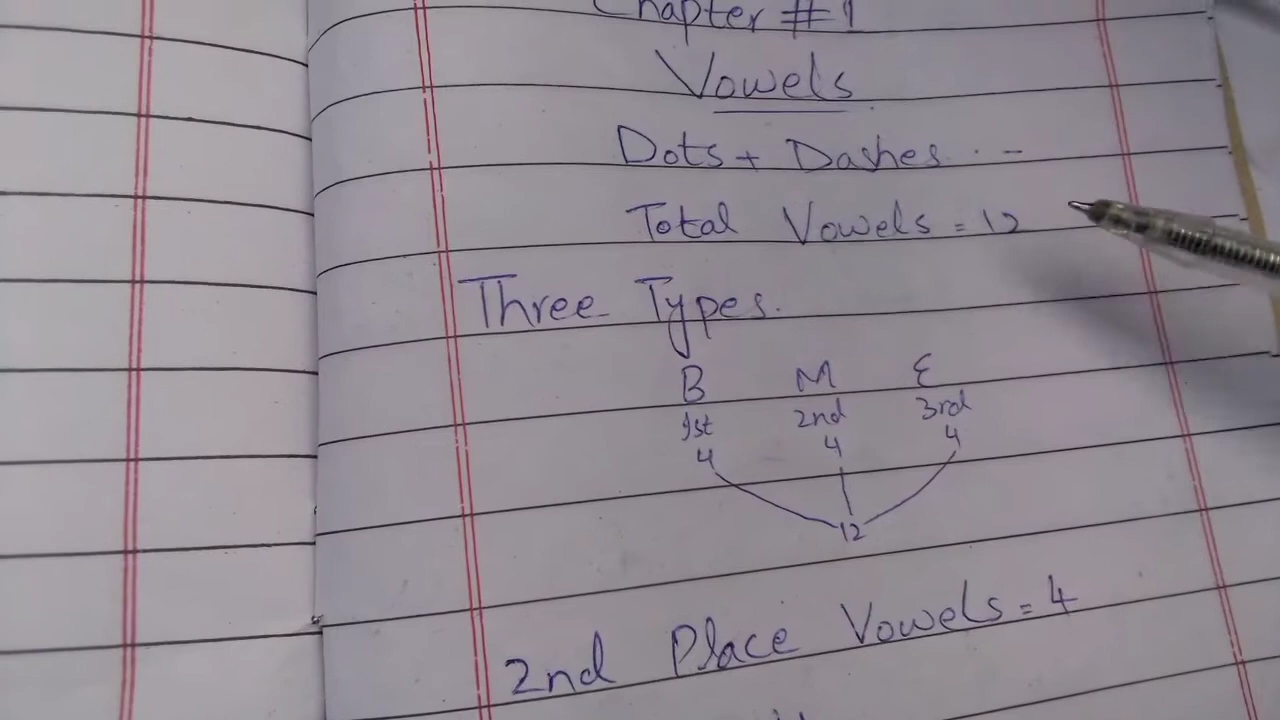 Chapter #1
Vowels
Dots + Dashes . -
Total Vowels = 12
Three Types.
B M E
1st 2nd 3rd
4 4 4
12
2nd Place Vowels = 4